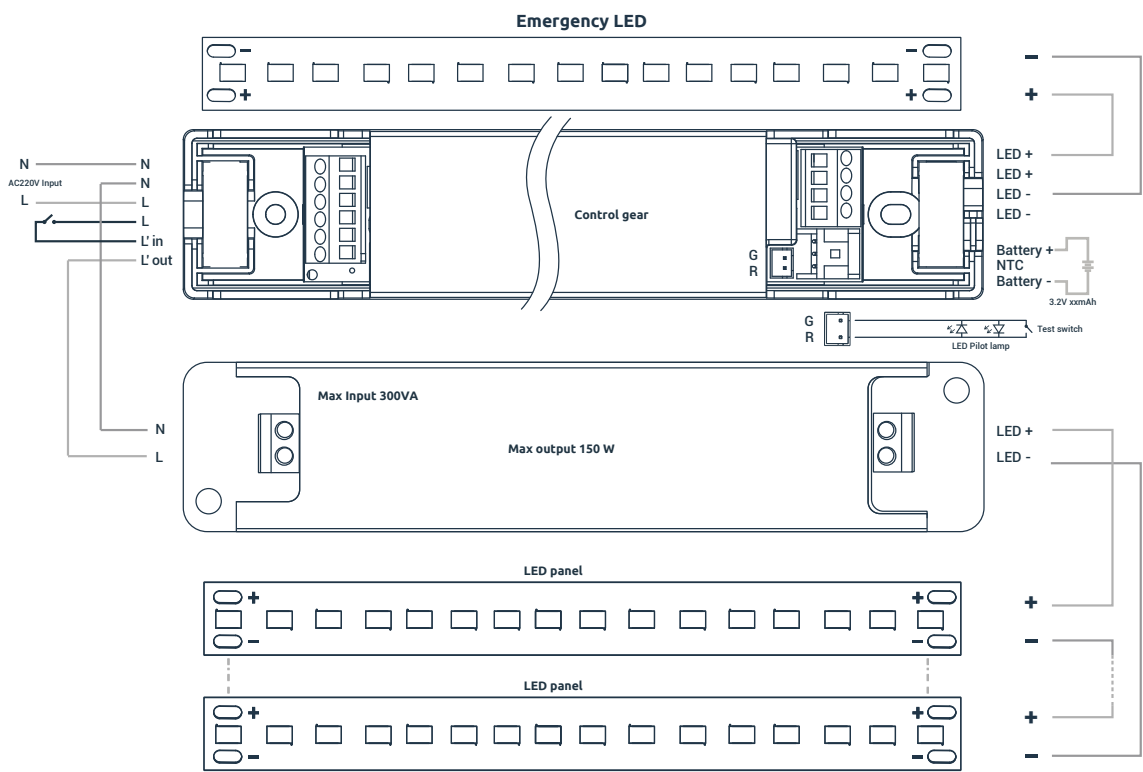 Emergency LED
− −
+ +
−
+
N N
AC220V Input N
L L
L
L’ in
L’ out
Control gear
G
R
LED +
LED +
LED -
LED -
Battery +
NTC
Battery -
3.2V xxmAh
G
R
Test switch
LED Pilot lamp
Max Input 300VA
Max output 150 W
N
L
LED +
LED -
LED panel
+ +
− −
+
−
LED panel
+ +
− −
+
−